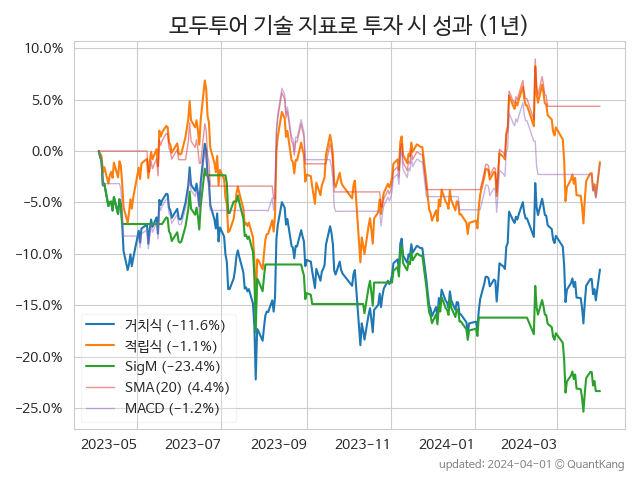 모두투어 기술 지표로 투자 시 성과 (1년)
10.0%
5.0%
0.0%
−5.0%
−10.0%
−15.0%
−20.0%
−25.0%
거치식 (−11.6%)
적립식 (−1.1%)
SigM (−23.4%)
SMA(20) (4.4%)
MACD (−1.2%)
2023-05 2023-07 2023-09 2023-11 2024-01 2024-03
updated: 2024-04-01 © QuantKang